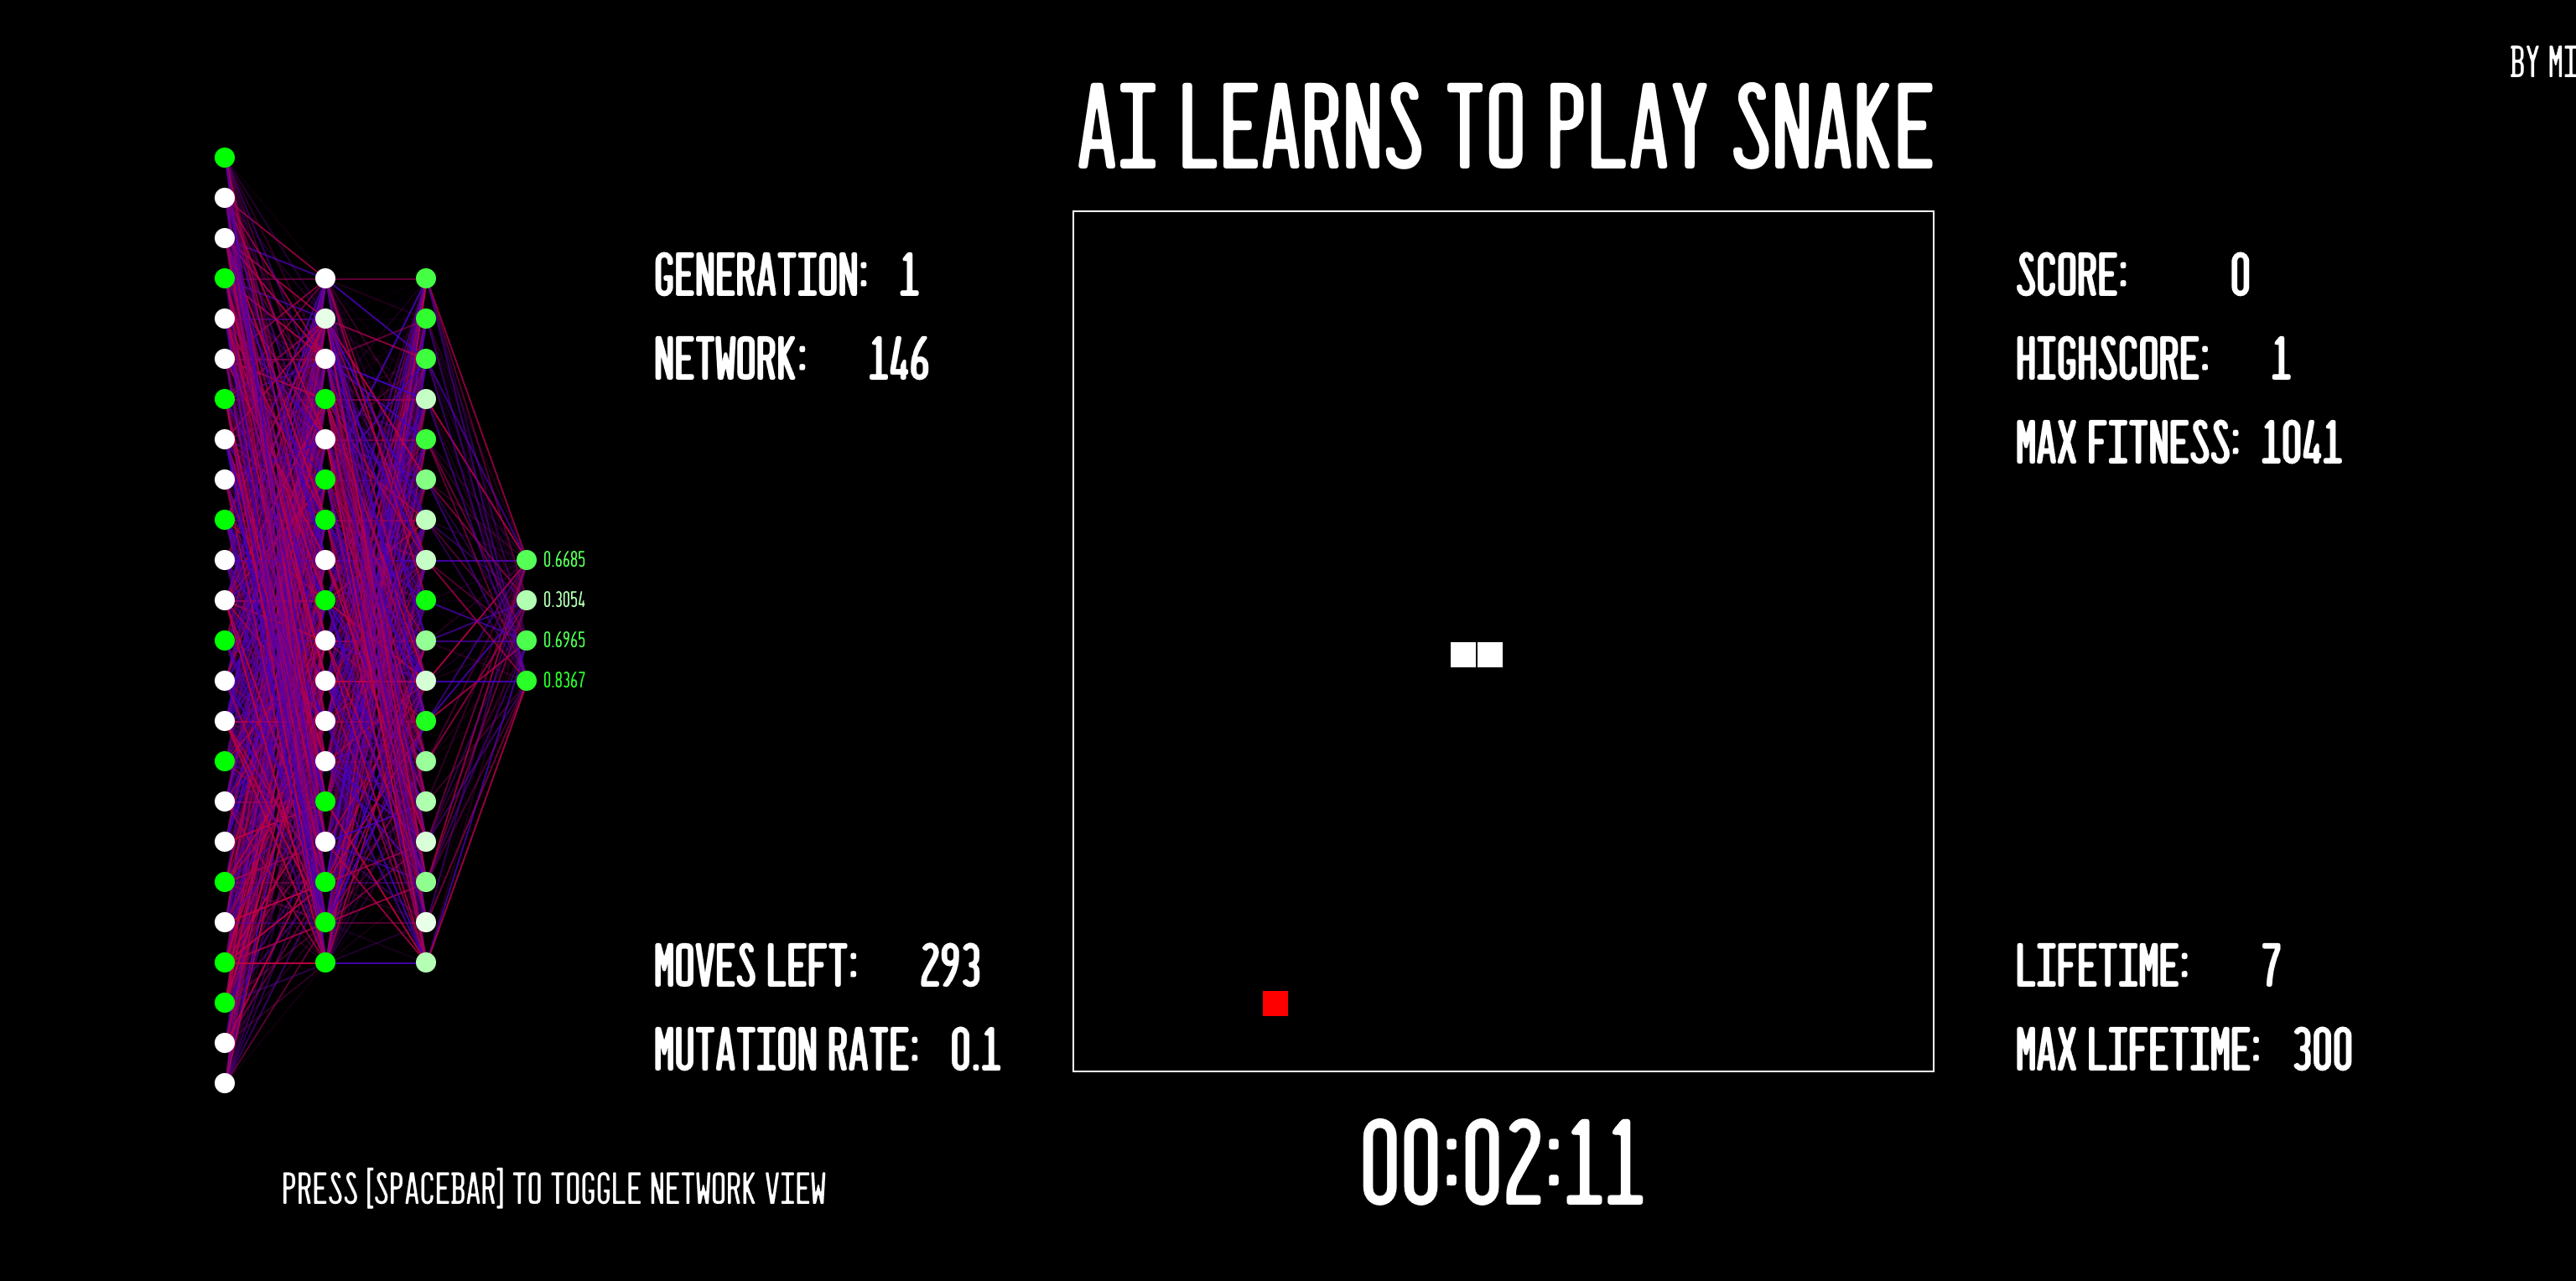 BY MI
AI LEARNS TO PLAY SNAKE
GENERATION: 1
NETWORK: 146
SCORE: 0
HIGHSCORE: 1
MAX FITNESS: 1041
0.6685
0.3054
0.6965
0.8367
MOVES LEFT: 293
MUTATION RATE: 0.1
LIFETIME: 7
MAX LIFETIME: 300
00:02:11
PRESS [SPACEBAR] TO TOGGLE NETWORK VIEW